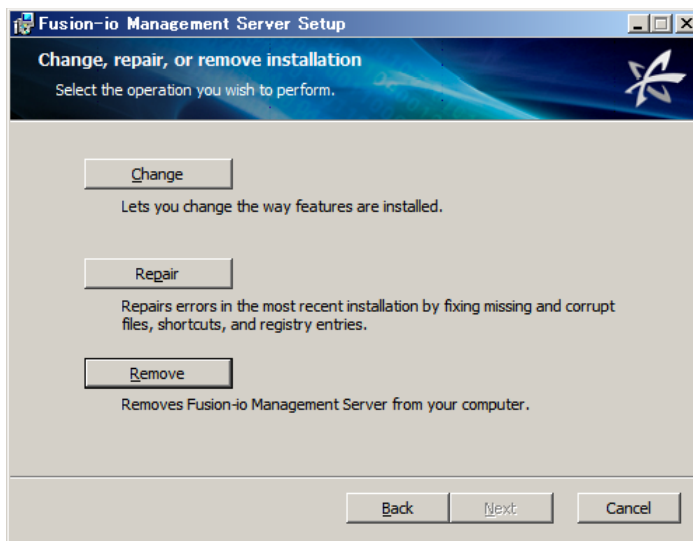 Fusion-io Management Server Setup
Change, repair, or remove installation
Select the operation you wish to perform.
Change
Lets you change the way features are installed.
Repair
Repairs errors in the most recent installation by fixing missing and corrupt
files, shortcuts, and registry entries.
Remove
Removes Fusion-io Management Server from your computer.
Back Next Cancel